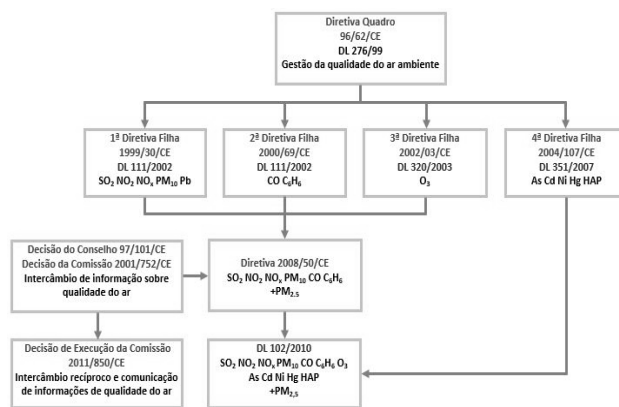 Diretiva Quadro
96/62/CE
DL 276/99
Gestão da qualidade do ar ambiente
1ª Diretiva Filha
1999/30/CE
DL 111/2002
SO₂ NO₂ NOₓ PM₁₀ Pb
2ª Diretiva Filha
2000/69/CE
DL 111/2002
CO C₆H₆
3ª Diretiva Filha
2002/03/CE
DL 320/2003
O₃
4ª Diretiva Filha
2004/107/CE
DL 351/2007
As Cd Ni Hg HAP
Decisão do Conselho 97/101/CE
Decisão da Comissão 2001/752/CE
Intercâmbio de informação sobre
qualidade do ar
Diretiva 2008/50/CE
SO₂ NO₂ NOₓ PM₁₀ CO C₆H₆
+PM₂.₅
Decisão de Execução da Comissão
2011/850/CE
Intercâmbio recíproco e comunicação
de informações de qualidade do ar
DL 102/2010
SO₂ NO₂ NOₓ PM₁₀ CO C₆H₆ O₃
As Cd Ni Hg HAP
+PM₂,₅